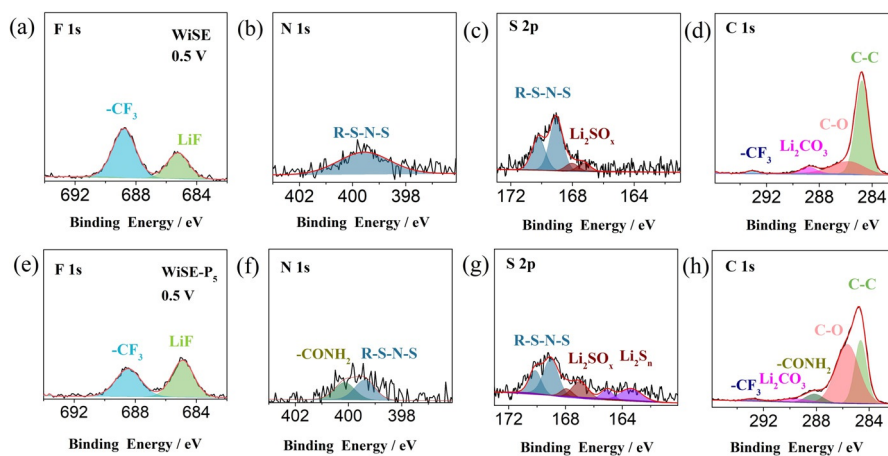 (a)
F 1s
WiSE
0.5 V
-CF₃
LiF
692 688 684
Binding Energy / eV
(b)
N 1s
R-S-N-S
402 400 398
Binding Energy / eV
(c)
S 2p
R-S-N-S
Li₂SOₓ
172 168 164
Binding Energy / eV
(d)
C 1s
C-C
C-O
Li₂CO₃
-CF₃
292 288 284
Binding Energy / eV
(e)
F 1s
WiSE-P₅
0.5 V
-CF₃
LiF
692 688 684
Binding Energy / eV
(f)
N 1s
-CONH₂
R-S-N-S
402 400 398
Binding Energy / eV
(g)
S 2p
R-S-N-S
Li₂SOₓ
Li₂Sₙ
172 168 164
Binding Energy / eV
(h)
C 1s
C-C
C-O
-CONH₂
-CF₃
Li₂CO₃
292 288 284
Binding Energy / eV